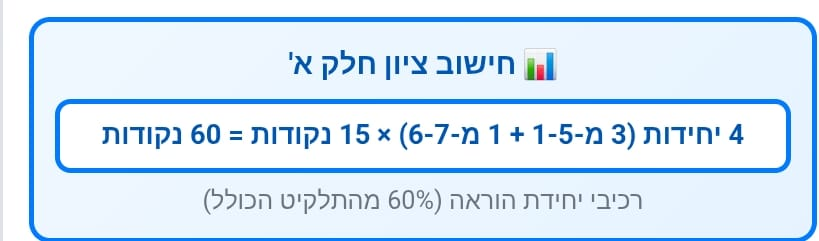 📊 חישוב ציון חלק א'
4 יחידות (3 מ-1-5 + 1 מ-6-7) × 15 נקודות = 60 נקודות
רכיבי יחידת הוראה (60% מהתלקיט הכולל)